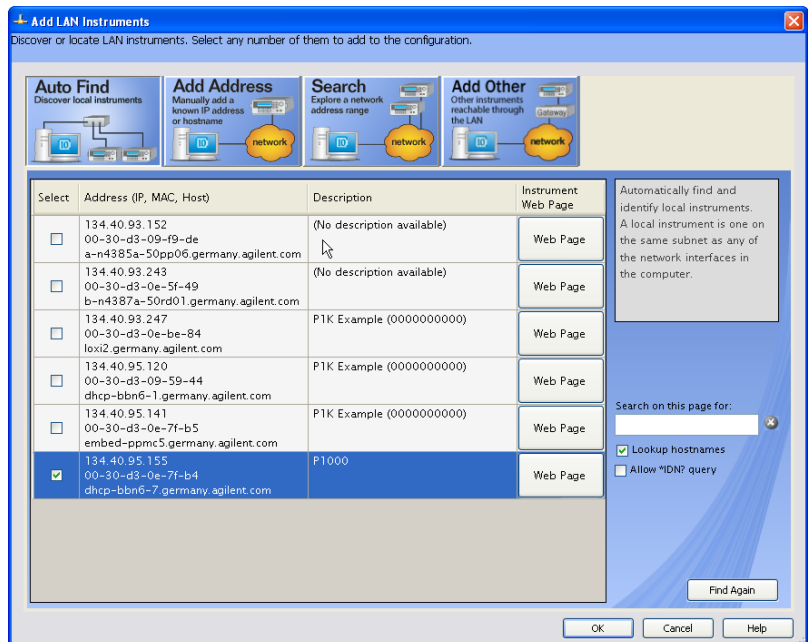 Add LAN Instruments
Discover or locate LAN instruments. Select any number of them to add to the configuration.
Auto Find
Discover local instruments
IO
Add Address
Manually add a
known IP address
or hostname
IO
network
Search
Explore a network
address range
IO
network
Add Other
Other instruments
reachable through
the LAN
Gateway
IO
network
Select Address (IP, MAC, Host) Description Instrument
Web Page
134.40.93.152 (No description available)
00-30-d3-09-f9-de Web Page
a-n4385a-50pp06.germany.agilent.com
134.40.93.243 (No description available)
00-30-d3-0e-5f-49 Web Page
b-n4387a-50rd01.germany.agilent.com
134.40.93.247 P1K Example (0000000000)
00-30-d3-0e-be-84 Web Page
loxi2.germany.agilent.com
134.40.95.120 P1K Example (0000000000)
00-30-d3-09-59-44 Web Page
dhcp-bbn6-1.germany.agilent.com
134.40.95.141 P1K Example (0000000000)
00-30-d3-0e-7f-b5 Web Page
embed-ppmc5.germany.agilent.com
134.40.95.155 P1000
00-30-d3-0e-7f-b4 Web Page
dhcp-bbn6-7.germany.agilent.com
Automatically find and
identify local instruments.
A local instrument is one on
the same subnet as any of
the network interfaces in
the computer.
Search on this page for:
Lookup hostnames
Allow *IDN? query
Find Again
OK Cancel Help